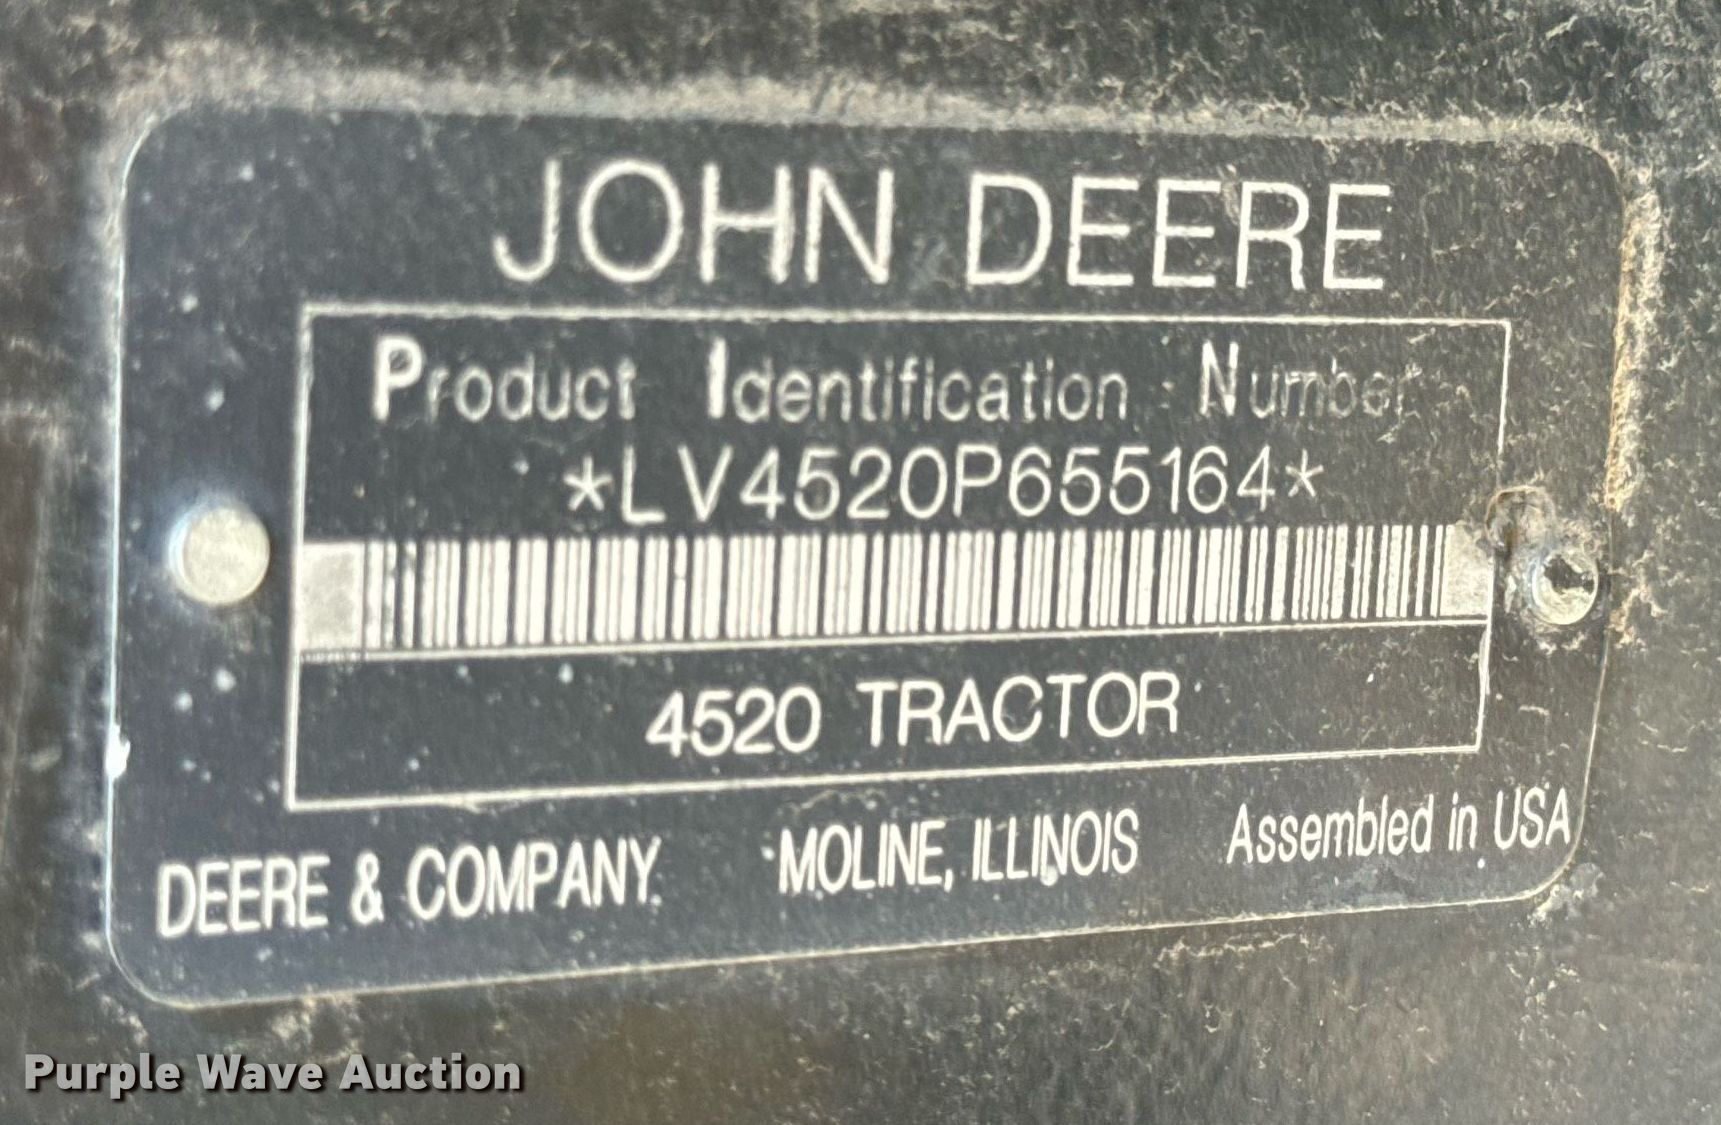 JOHN DEERE
Product Identification Number
*LV4520P655164*
4520 TRACTOR
DEERE & COMPANY MOLINE, ILLINOIS Assembled in USA
Purple Wave Auction